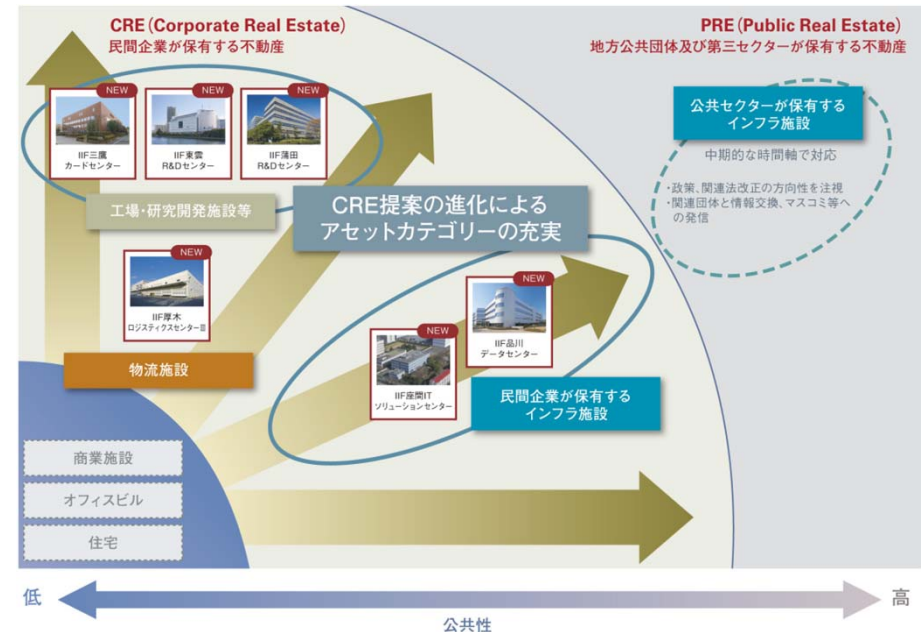 CRE（Corporate Real Estate）
民間企業が保有する不動産
PRE（Public Real Estate）
地方公共団体及び第三セクターが保有する不動産
NEW
IIF三鷹
カードセンター
NEW
IIF東雲
R&Dセンター
NEW
IIF蒲田
R&Dセンター
工場・研究開発施設等
公共セクターが保有する
インフラ施設
中期的な時間軸で対応
・政策、関連法改正の方向性を注視
・関連団体と情報交換、マスコミ等へ
の発信
CRE提案の進化による
アセットカテゴリーの充実
NEW
IIF厚木
ロジスティクスセンターⅢ
物流施設
NEW
IIF品川
データセンター
NEW
IIF座間IT
ソリューションセンター
民間企業が保有する
インフラ施設
商業施設
オフィスビル
住宅
低
高
公共性